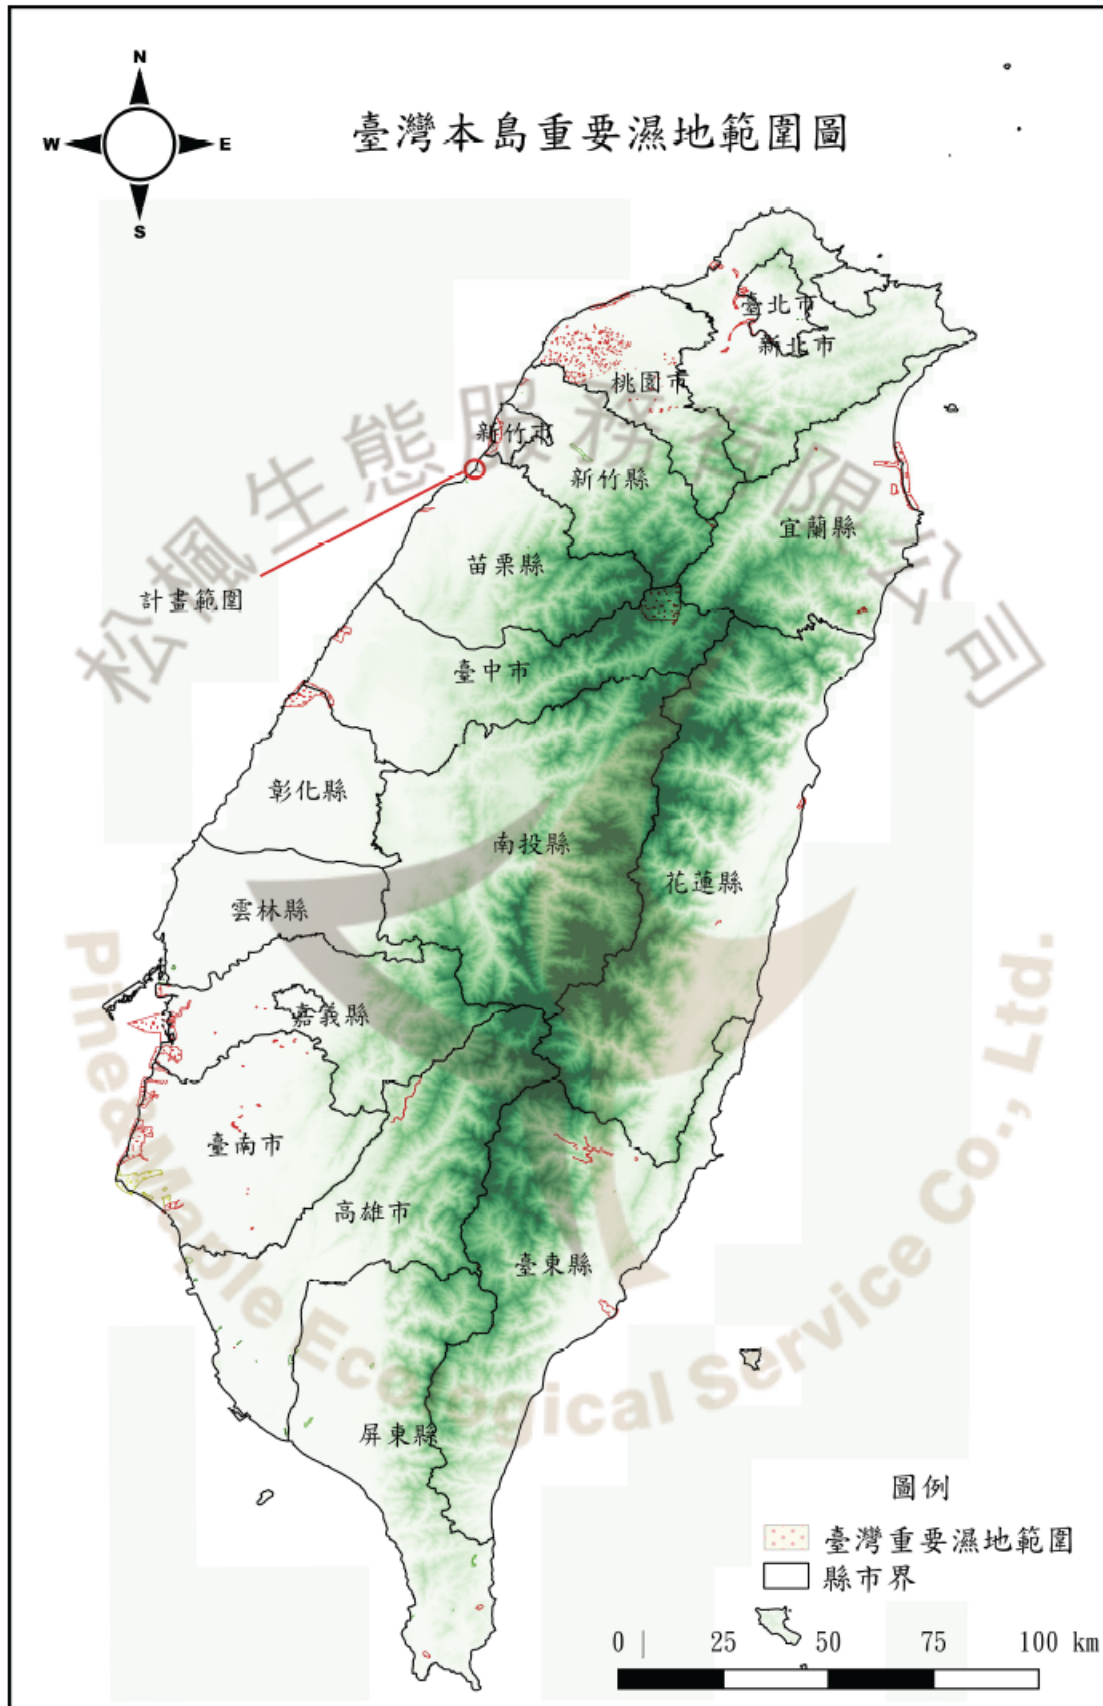 N
W
E
S
臺灣本島重要濕地範圍圖
臺北市
新北市
桃園市
新竹市
新竹縣
宜蘭縣
苗栗縣
計畫範圍
臺中市
彰化縣
南投縣
花蓮縣
雲林縣
嘉義縣
臺南市
高雄市
臺東縣
屏東縣
松楓生態服務有限公司
Pine&Maple Ecological Service Co., Ltd.
圖例
臺灣重要濕地範圍
縣市界
0 25 50 75 100 km